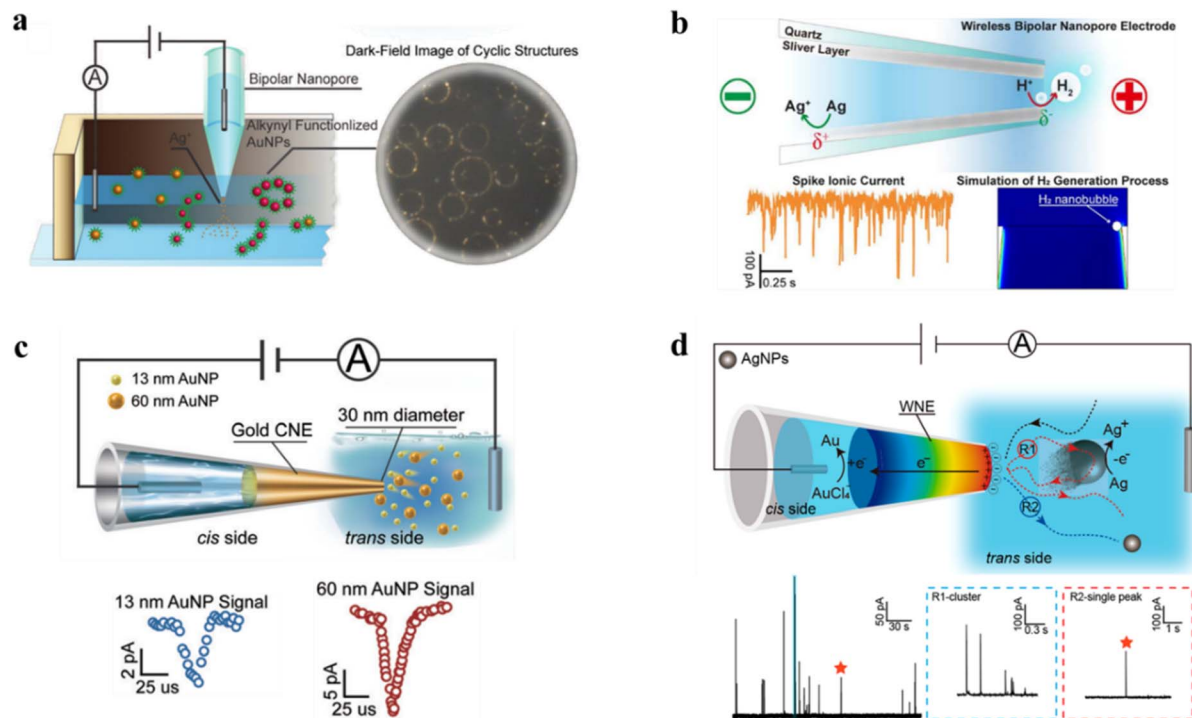 a
A
Dark-Field Image of Cyclic Structures
Bipolar Nanopore
Ag⁺
Alkynyl Functionlized
AuNPs
b
Wireless Bipolar Nanopore Electrode
Quartz
Sliver Layer
H⁺
H₂
Ag⁺
Ag
δ⁺
δ⁻
Spike Ionic Current
Simulation of H₂ Generation Process
H₂ nanobubble
100 pA
0.25 s
c
A
13 nm AuNP
60 nm AuNP
30 nm diameter
Gold CNE
cis side
trans side
13 nm AuNP Signal
60 nm AuNP Signal
2 pA
25 us
5 pA
25 us
d
A
AgNPs
WNE
Au
+e⁻
AuCl₄⁻
e⁻
R1
Ag⁺
-e⁻
Ag
R2
cis side
trans side
50 pA
30 s
R1-cluster
100 pA
0.3 s
R2-single peak
100 pA
1 s